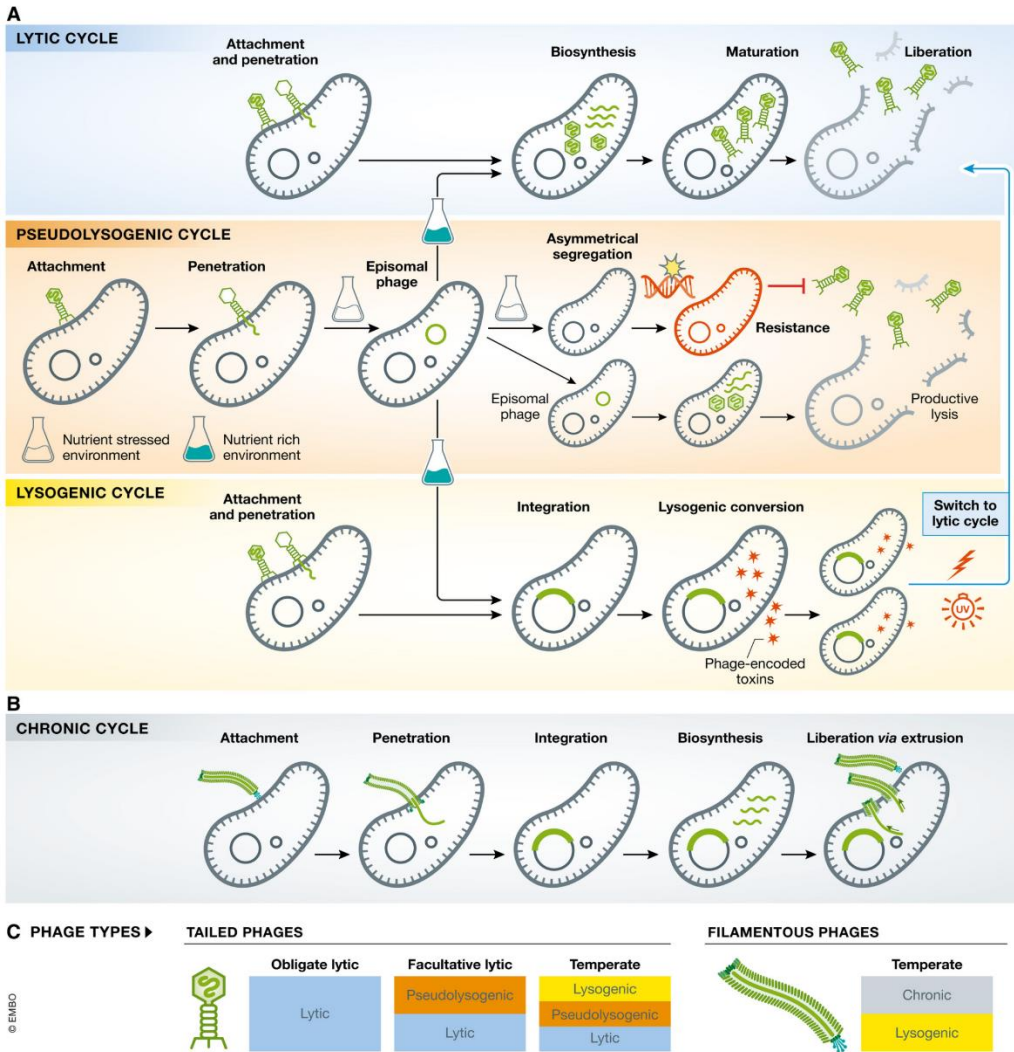 A
LYTIC CYCLE
Attachment
and penetration
Biosynthesis
Maturation
Liberation
PSEUDOLYSOGENIC CYCLE
Attachment
Penetration
Episomal
phage
Asymmetrical
segregation
Resistance
Episomal
phage
Productive
lysis
Nutrient stressed
environment
Nutrient rich
environment
LYSOGENIC CYCLE
Attachment
and penetration
Integration
Lysogenic conversion
Switch to
lytic cycle
UV
Phage-encoded
toxins
B
CHRONIC CYCLE
Attachment
Penetration
Integration
Biosynthesis
Liberation via extrusion
C PHAGE TYPES
TAILED PHAGES
FILAMENTOUS PHAGES
Obligate lytic
Facultative lytic
Temperate
Temperate
Lytic
Pseudolysogenic
Lytic
Lysogenic
Pseudolysogenic
Lytic
Chronic
Lysogenic
© EMBO